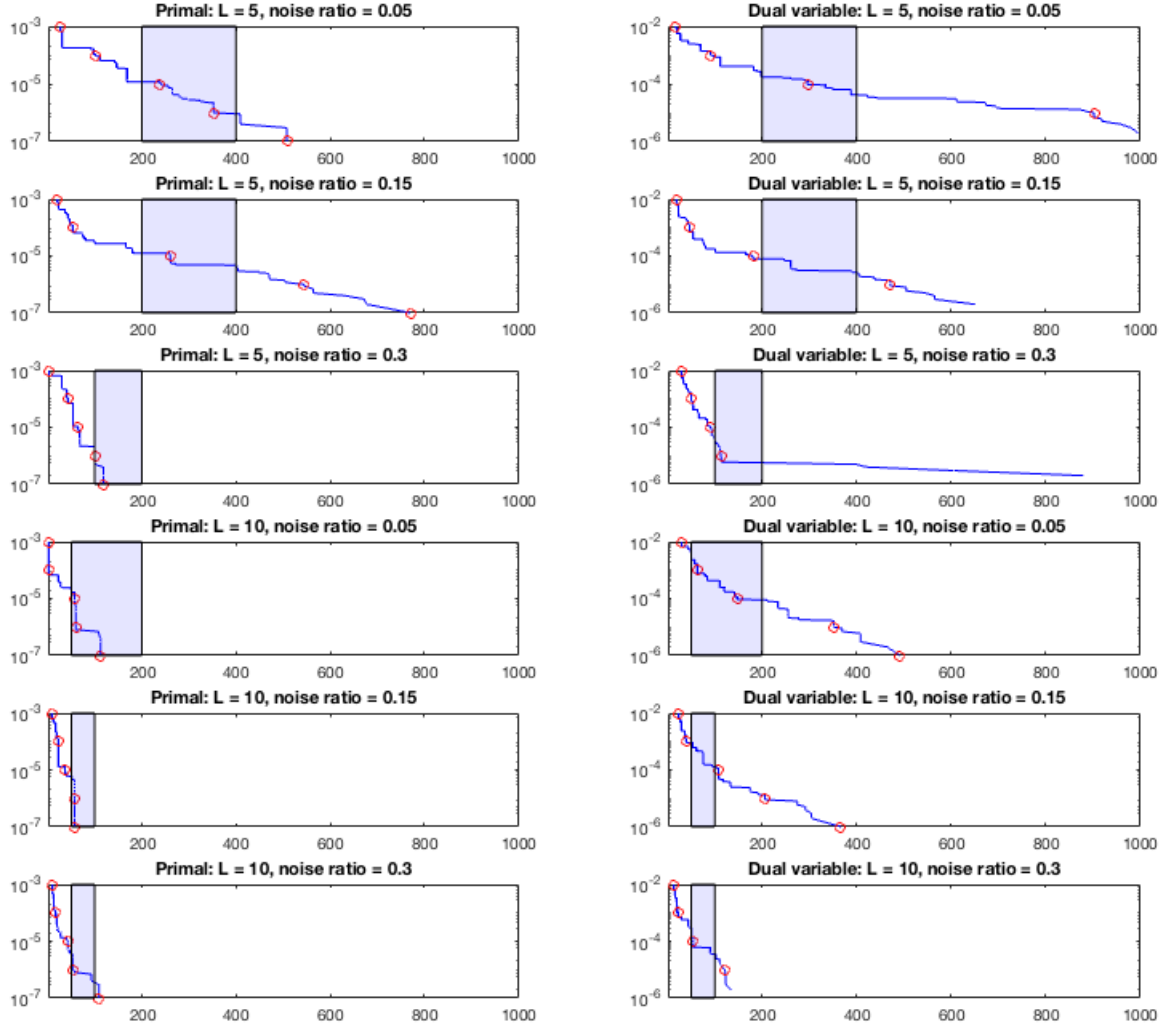 Primal: L = 5, noise ratio = 0.05
10⁻³
10⁻⁵
10⁻⁷
200 400 600 800 1000
Dual variable: L = 5, noise ratio = 0.05
10⁻²
10⁻⁴
10⁻⁶
200 400 600 800 1000
Primal: L = 5, noise ratio = 0.15
10⁻³
10⁻⁵
10⁻⁷
200 400 600 800 1000
Dual variable: L = 5, noise ratio = 0.15
10⁻²
10⁻⁴
10⁻⁶
200 400 600 800 1000
Primal: L = 5, noise ratio = 0.3
10⁻³
10⁻⁵
10⁻⁷
200 400 600 800 1000
Dual variable: L = 5, noise ratio = 0.3
10⁻²
10⁻⁴
10⁻⁶
200 400 600 800 1000
Primal: L = 10, noise ratio = 0.05
10⁻³
10⁻⁵
10⁻⁷
200 400 600 800 1000
Dual variable: L = 10, noise ratio = 0.05
10⁻²
10⁻⁴
10⁻⁶
200 400 600 800 1000
Primal: L = 10, noise ratio = 0.15
10⁻³
10⁻⁵
10⁻⁷
200 400 600 800 1000
Dual variable: L = 10, noise ratio = 0.15
10⁻²
10⁻⁴
10⁻⁶
200 400 600 800 1000
Primal: L = 10, noise ratio = 0.3
10⁻³
10⁻⁵
10⁻⁷
200 400 600 800 1000
Dual variable: L = 10, noise ratio = 0.3
10⁻²
10⁻⁴
10⁻⁶
200 400 600 800 1000